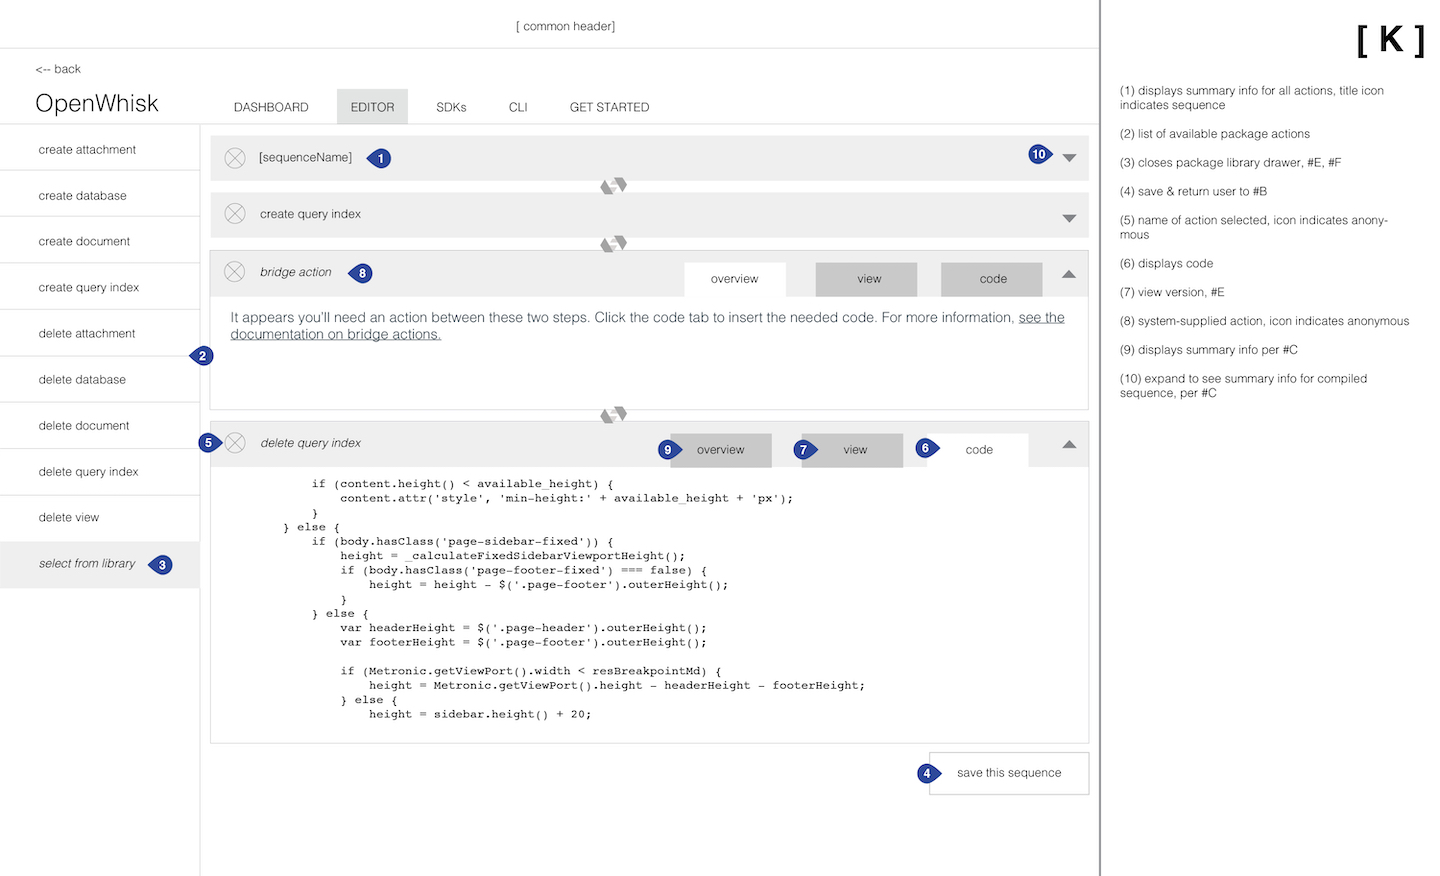 [ common header]
<-- back
OpenWhisk
DASHBOARD
EDITOR
SDKs
CLI
GET STARTED
create attachment
create database
create document
create query index
delete attachment
2
delete database
delete document
delete query index
delete view
select from library
3
[sequenceName]
1
10
create query index
bridge action
8
overview
view
code
It appears you'll need an action between these two steps. Click the code tab to insert the needed code. For more information, see the
documentation on bridge actions.
5
delete query index
9
overview
7
view
6
code
if (content.height() < available_height) {
content.attr('style', 'min-height:' + available_height + 'px');
}
} else {
if (body.hasClass('page-sidebar-fixed')) {
height = _calculateFixedSidebarViewportHeight();
if (body.hasClass('page-footer-fixed') === false) {
height = height - $('.page-footer').outerHeight();
}
} else {
var headerHeight = $('.page-header').outerHeight();
var footerHeight = $('.page-footer').outerHeight();
if (Metronic.getViewPort().width < resBreakpointMd) {
height = Metronic.getViewPort().height - headerHeight - footerHeight;
} else {
height = sidebar.height() + 20;
4
save this sequence
[ K ]
(1) displays summary info for all actions, title icon
indicates sequence
(2) list of available package actions
(3) closes package library drawer, #E, #F
(4) save & return user to #B
(5) name of action selected, icon indicates anony-
mous
(6) displays code
(7) view version, #E
(8) system-supplied action, icon indicates anonymous
(9) displays summary info per #C
(10) expand to see summary info for compiled
sequence, per #C